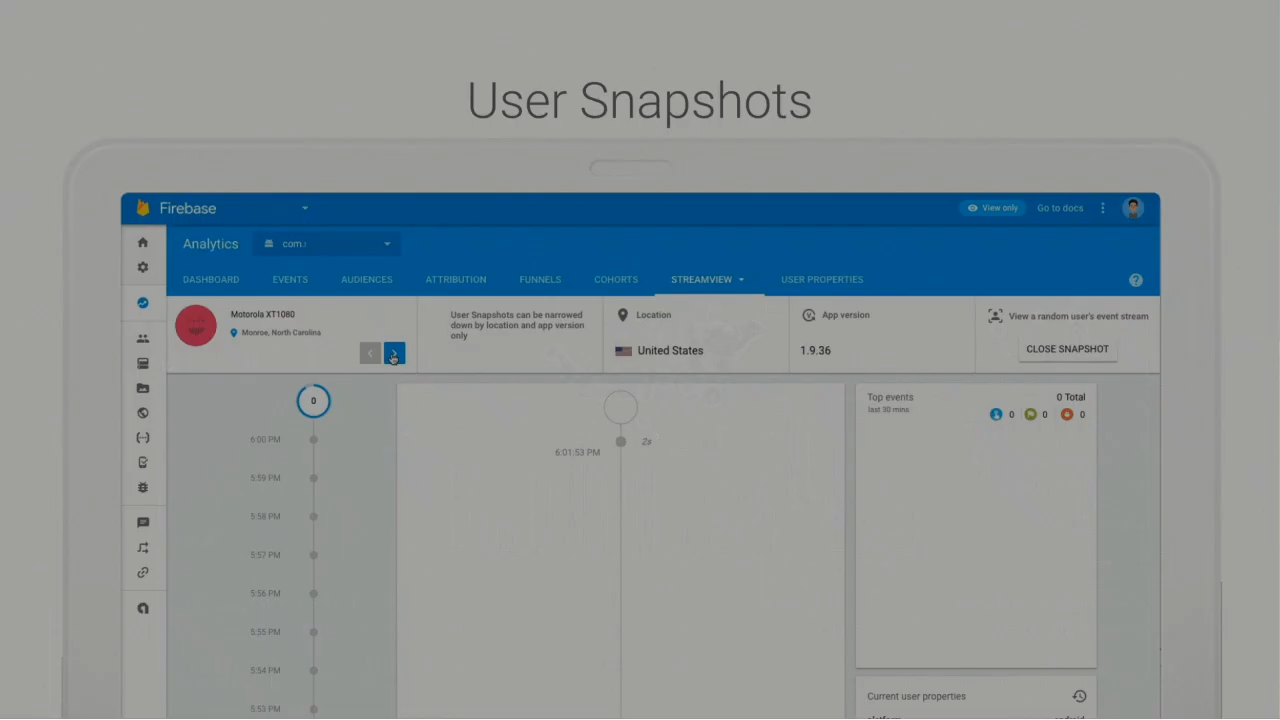 User Snapshots
Firebase
View only
Go to docs
Analytics
com.
DASHBOARD
EVENTS
AUDIENCES
ATTRIBUTION
FUNNELS
COHORTS
STREAMVIEW
USER PROPERTIES
Motorola XT1080
Monroe, North Carolina
User Snapshots can be narrowed
down by location and app version
only
Location
United States
App version
1.9.36
View a random user's event stream
CLOSE SNAPSHOT
0
6:00 PM
5:59 PM
5:58 PM
5:57 PM
5:56 PM
5:55 PM
5:54 PM
5:53 PM
6:01:53 PM
Top events
0 Total
last 30 mins
0 0 0
Current user properties
platform
android